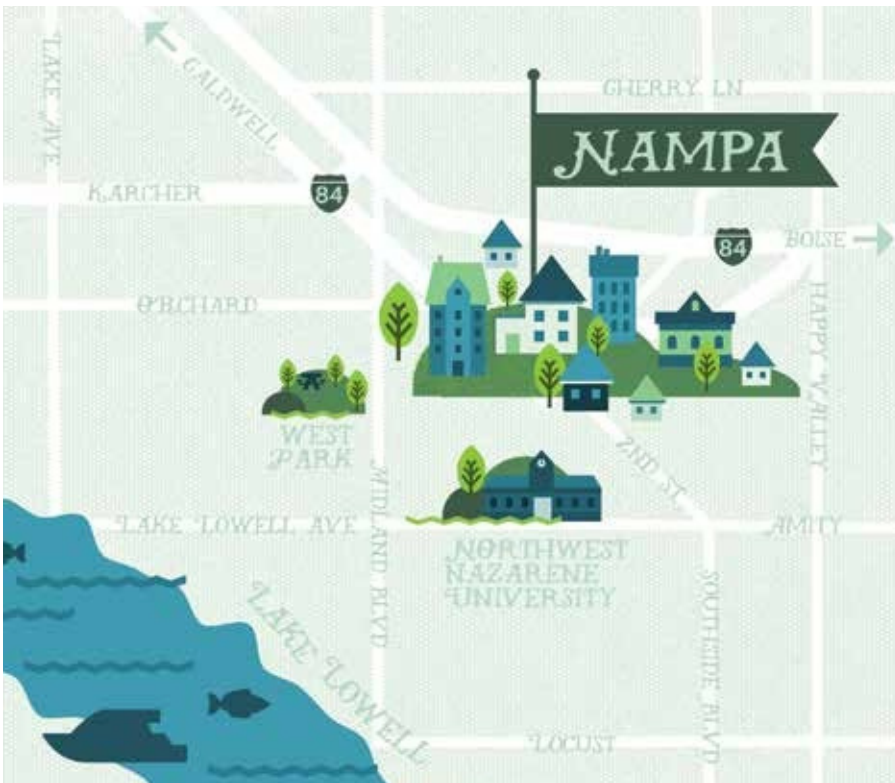 LAKE AVE
CALDWELL
CHERRY LN
NAMPA
KARCHER
84
84
BOISE
ORCHARD
HAPPY VALLEY
WEST
PARK
2ND ST
MIDLAND BLVD
LAKE LOWELL AVE
AMITY
NORTHWEST
NAZARENE
UNIVERSITY
LAKE LOWELL
SOUTHSIDE BLVD
LOCUST